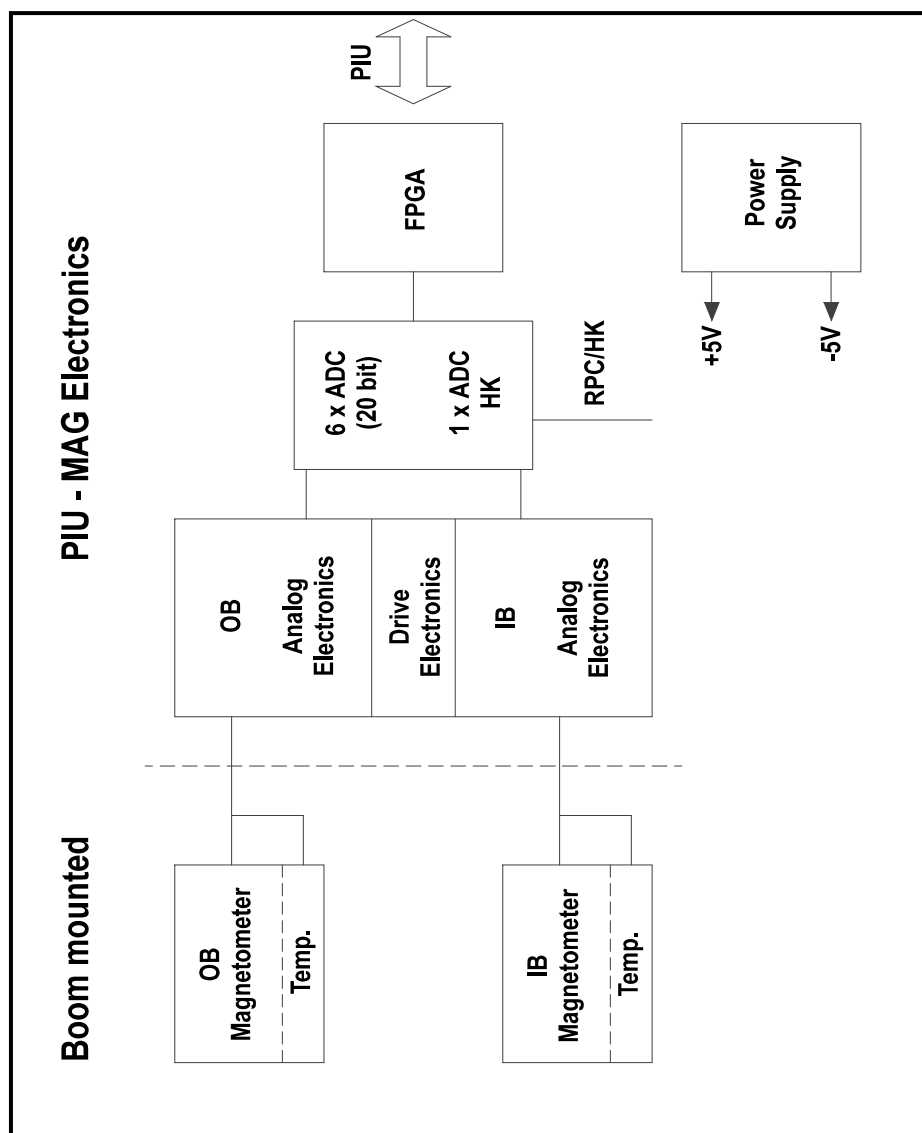 Boom mounted
PIU - MAG Electronics
OB
Magnetometer
Temp.
IB
Magnetometer
Temp.
OB
Analog
Electronics
Drive
Electronics
IB
Analog
Electronics
6 x ADC
(20 bit)
1 x ADC
HK
RPC/HK
FPGA
PIU
Power
Supply
+5V
-5V